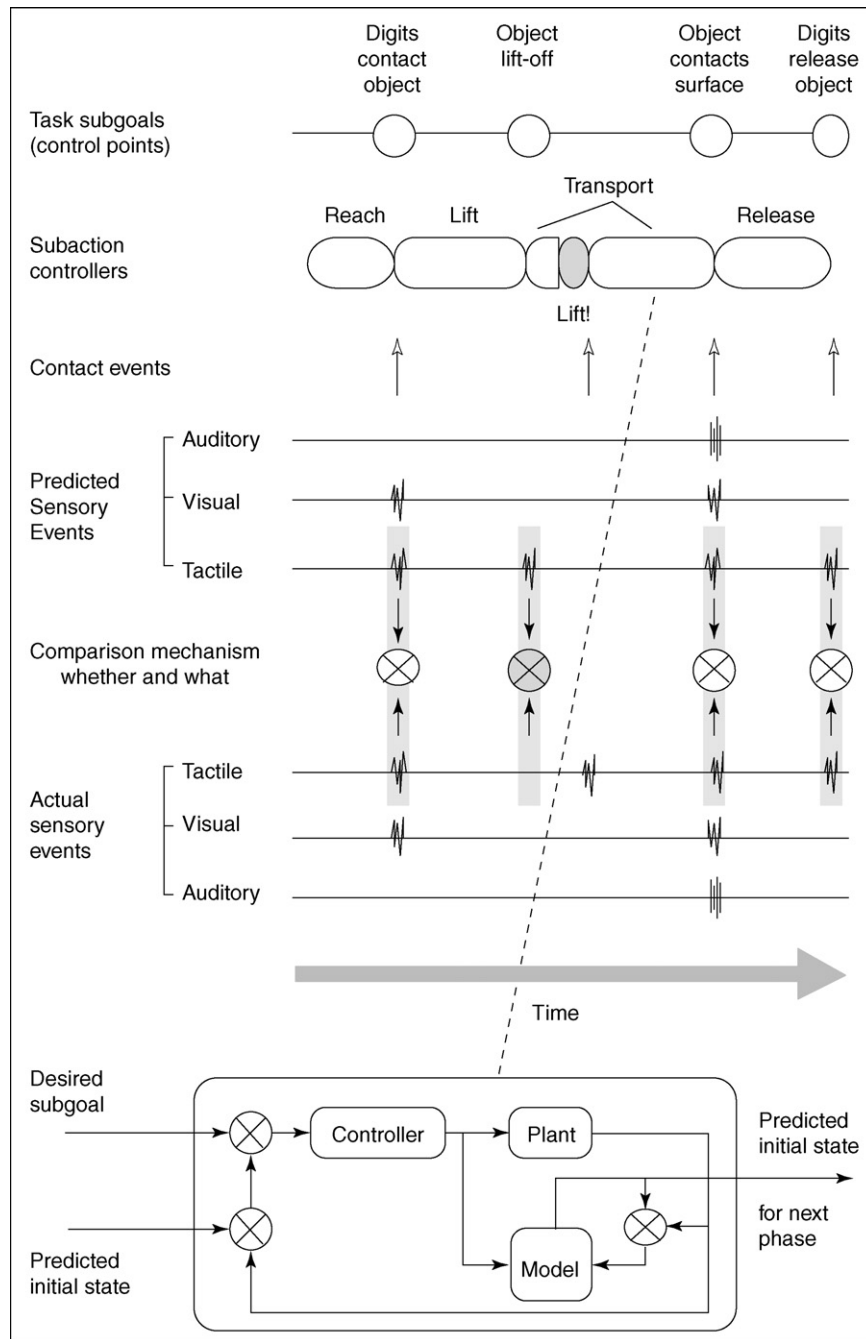 Digits
contact
object
Object
lift-off
Object
contacts
surface
Digits
release
object
Task subgoals
(control points)
Transport
Reach
Lift
Release
Subaction
controllers
Lift!
Contact events
Auditory
Predicted
Sensory
Events
Visual
Tactile
Comparison mechanism
whether and what
Tactile
Actual
sensory
events
Visual
Auditory
Time
Desired
subgoal
Controller
Plant
Predicted
initial state
for next
phase
Predicted
initial state
Model